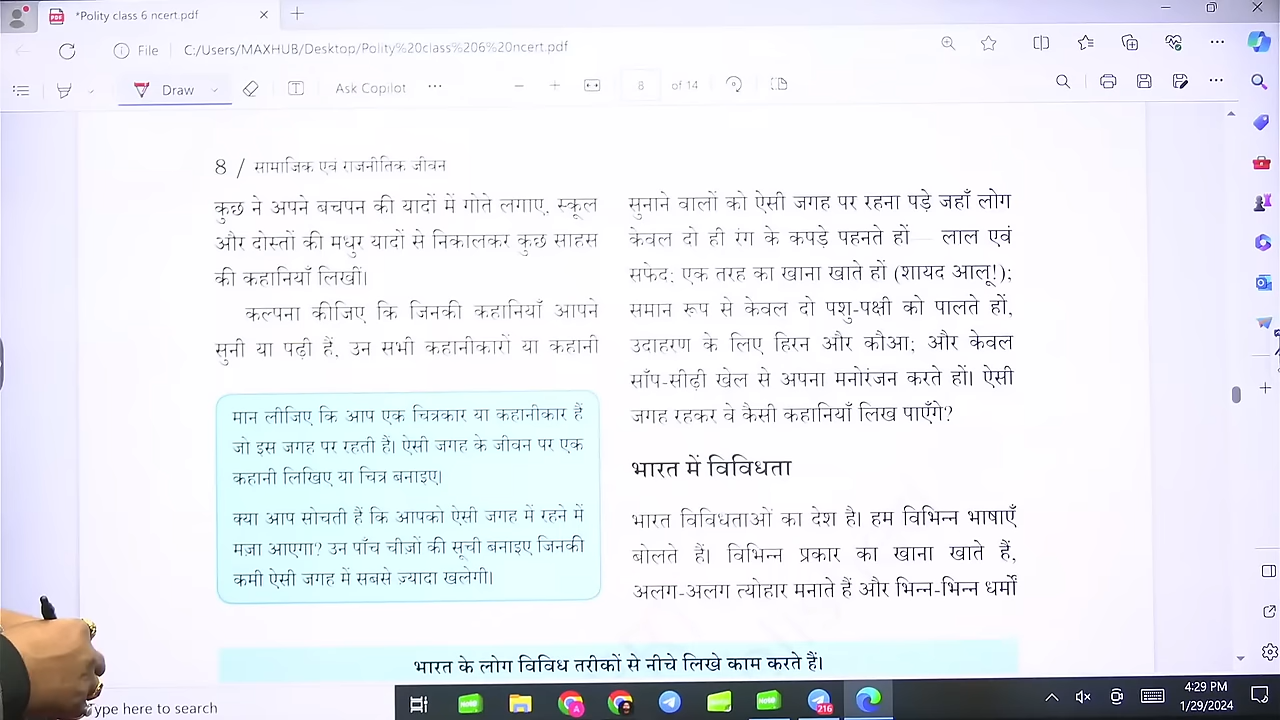 *Polity class 6 ncert.pdf
File
C:/Users/MAXHUB/Desktop/Polity%20class%206%20ncert.pdf
Draw
Ask Copilot
8
of 14
8 / सामाजिक एवं राजनीतिक जीवन
कुछ ने अपने बचपन की यादों में गोते लगाए, स्कूल
और दोस्तों की मधुर यादों से निकालकर कुछ साहस
की कहानियाँ लिखीं।
कल्पना कीजिए कि जिनकी कहानियाँ आपने
सुनी या पढ़ी हैं, उन सभी कहानीकारों या कहानी
मान लीजिए कि आप एक चित्रकार या कहानीकार हैं
जो इस जगह पर रहती हैं। ऐसी जगह के जीवन पर एक
कहानी लिखिए या चित्र बनाइए।
क्या आप सोचती हैं कि आपको ऐसी जगह में रहने में
मज़ा आएगा? उन पाँच चीज़ों की सूची बनाइए जिनकी
कमी ऐसी जगह में सबसे ज़्यादा खलेगी।
सुनाने वालों को ऐसी जगह पर रहना पड़े जहाँ लोग
केवल दो ही रंग के कपड़े पहनते हों — लाल एवं
सफेद; एक तरह का खाना खाते हों (शायद आलू!);
समान रूप से केवल दो पशु-पक्षी को पालते हों,
उदाहरण के लिए हिरन और कौआ; और केवल
साँप-सीढ़ी खेल से अपना मनोरंजन करते हों। ऐसी
जगह रहकर वे कैसी कहानियाँ लिख पाएँगे?
भारत में विविधता
भारत विविधताओं का देश है। हम विभिन्न भाषाएँ
बोलते हैं। विभिन्न प्रकार का खाना खाते हैं,
अलग-अलग त्योहार मनाते हैं और भिन्न-भिन्न धर्मों
भारत के लोग विविध तरीकों से नीचे लिखे काम करते हैं।
ype here to search
216
4:29 PM
1/29/2024